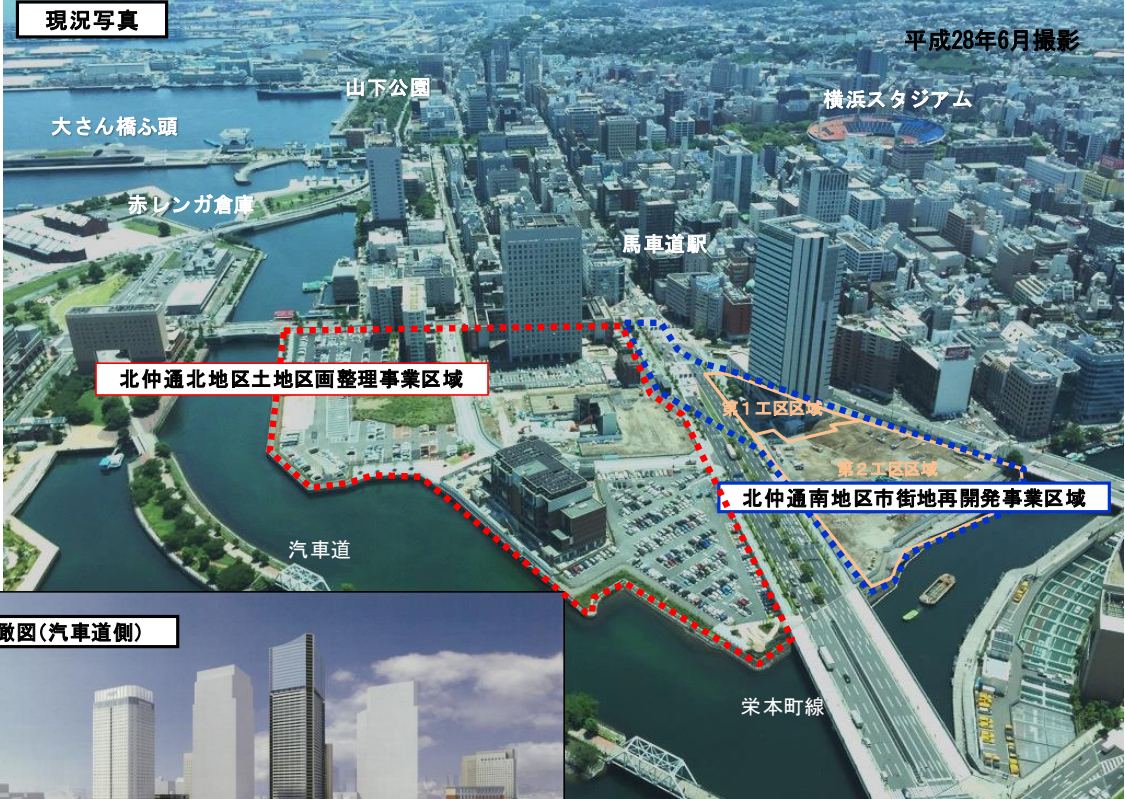 現況写真
平成28年6月撮影
山下公園
横浜スタジアム
大さん橋ふ頭
赤レンガ倉庫
馬車道駅
北仲通北地区土地区画整理事業区域
第1工区区域
第2工区区域
北仲通南地区市街地再開発事業区域
汽車道
瞰図(汽車道側)
栄本町線